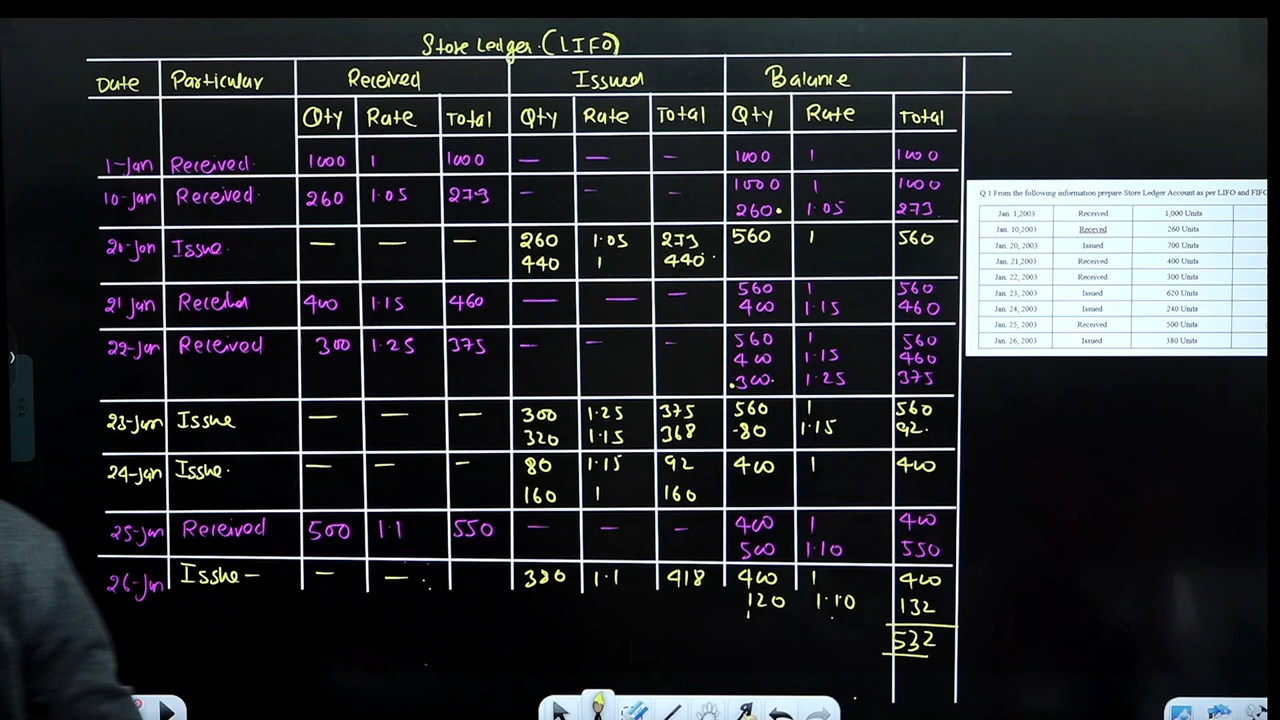 Store Ledger (LIFO)
Date Particular Received Issued Balance
Qty Rate Total Qty Rate Total Qty Rate Total
1-Jan Received. 1000 1 1000 — — — 1000 1 1000
10-Jan Received. 260 1.05 273 — — — 1000 1 1000
260 1.05 273
20-Jan Issue. — — — 260 1.05 273 560 1 560
440 1 440
21 Jan Received 400 1.15 460 — — — 560 1 560
400 1.15 460
22-Jan Received 300 1.25 375 — — — 560 1 560
400 1.15 460
300 1.25 375
23-Jan Issue — — — 300 1.25 375 560 1 560
320 1.15 368 80 1.15 92
24-Jan Issue. — — — 80 1.15 92 400 1 400
160 1 160
25-Jan Received 500 1.1 550 — — — 400 1 400
500 1.10 550
26-Jan Issue — — — 380 1.1 418 400 1 400
120 1.10 132
532
Q 1 From the following information prepare Store Ledger Account as per LIFO and FIFO
Jan. 1,2003 Received 1,000 Units
Jan. 10,2003 Receved 260 Units
Jan. 20, 2003 Issued 700 Units
Jan. 21,2003 Received 400 Units
Jan. 22, 2003 Received 300 Units
Jan. 23, 2003 Issued 620 Units
Jan. 24, 2003 Issued 240 Units
Jan. 25, 2003 Received 500 Units
Jan. 26, 2003 Issued 380 Units